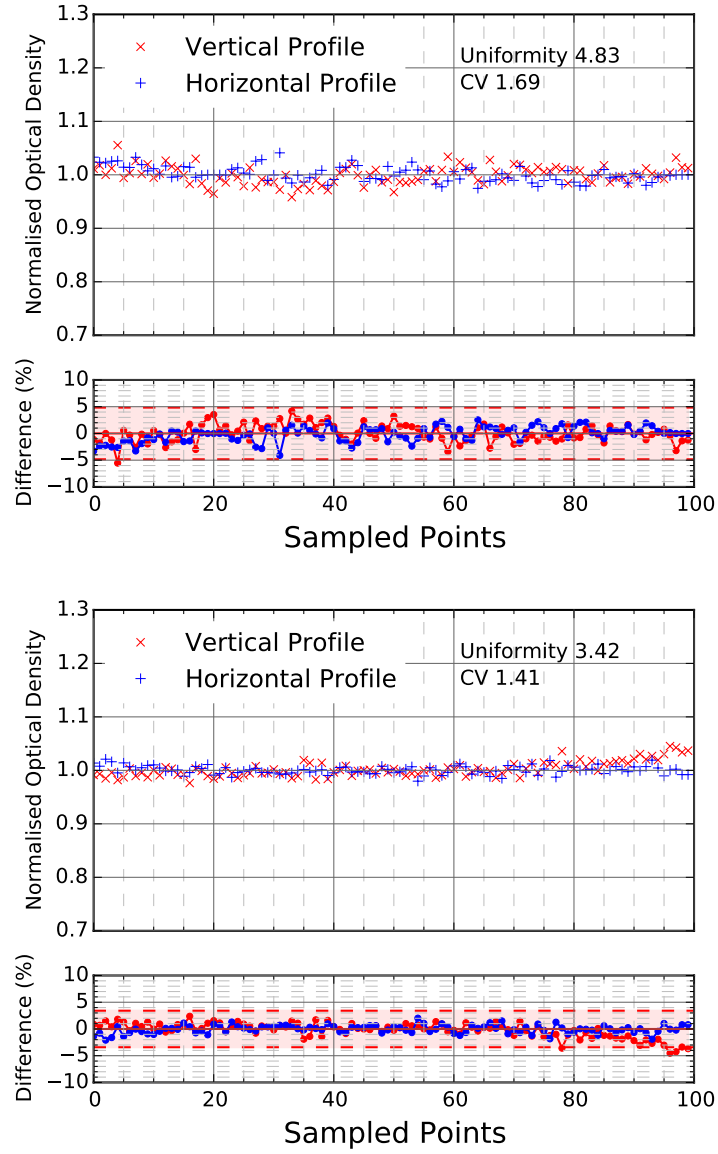 1.3
1.2
1.1
1.0
0.9
0.8
0.7
Normalised Optical Density
Vertical Profile
Horizontal Profile
Uniformity 4.83
CV 1.69
10
5
0
−5
−10
Difference (%)
0 20 40 60 80 100
Sampled Points
1.3
1.2
1.1
1.0
0.9
0.8
0.7
Normalised Optical Density
Vertical Profile
Horizontal Profile
Uniformity 3.42
CV 1.41
10
5
0
−5
−10
Difference (%)
0 20 40 60 80 100
Sampled Points